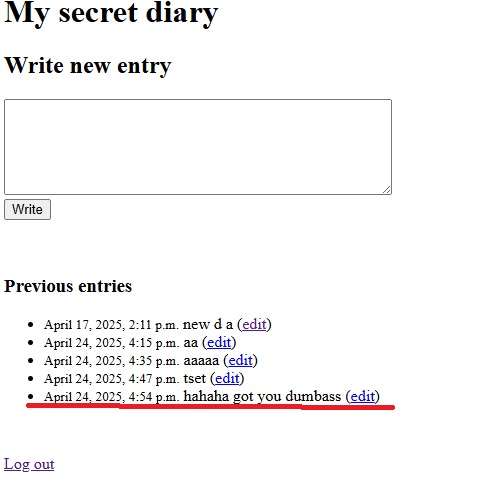 My secret diary
Write new entry
Write
Previous entries
April 17, 2025, 2:11 p.m. new d a (edit)
April 24, 2025, 4:15 p.m. aa (edit)
April 24, 2025, 4:35 p.m. aaaaa (edit)
April 24, 2025, 4:47 p.m. tset (edit)
April 24, 2025, 4:54 p.m. hahaha got you dumbass (edit)
Log out